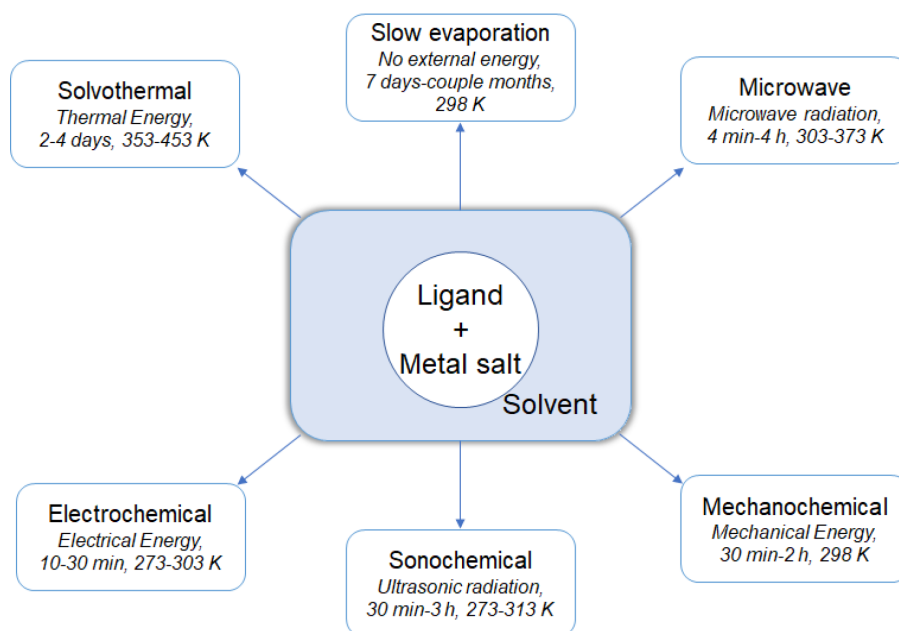 Slow evaporation
No external energy,
7 days-couple months,
298 K
Solvothermal
Thermal Energy,
2-4 days, 353-453 K
Microwave
Microwave radiation,
4 min-4 h, 303-373 K
Ligand
+
Metal salt
Solvent
Electrochemical
Electrical Energy,
10-30 min, 273-303 K
Sonochemical
Ultrasonic radiation,
30 min-3 h, 273-313 K
Mechanochemical
Mechanical Energy,
30 min-2 h, 298 K